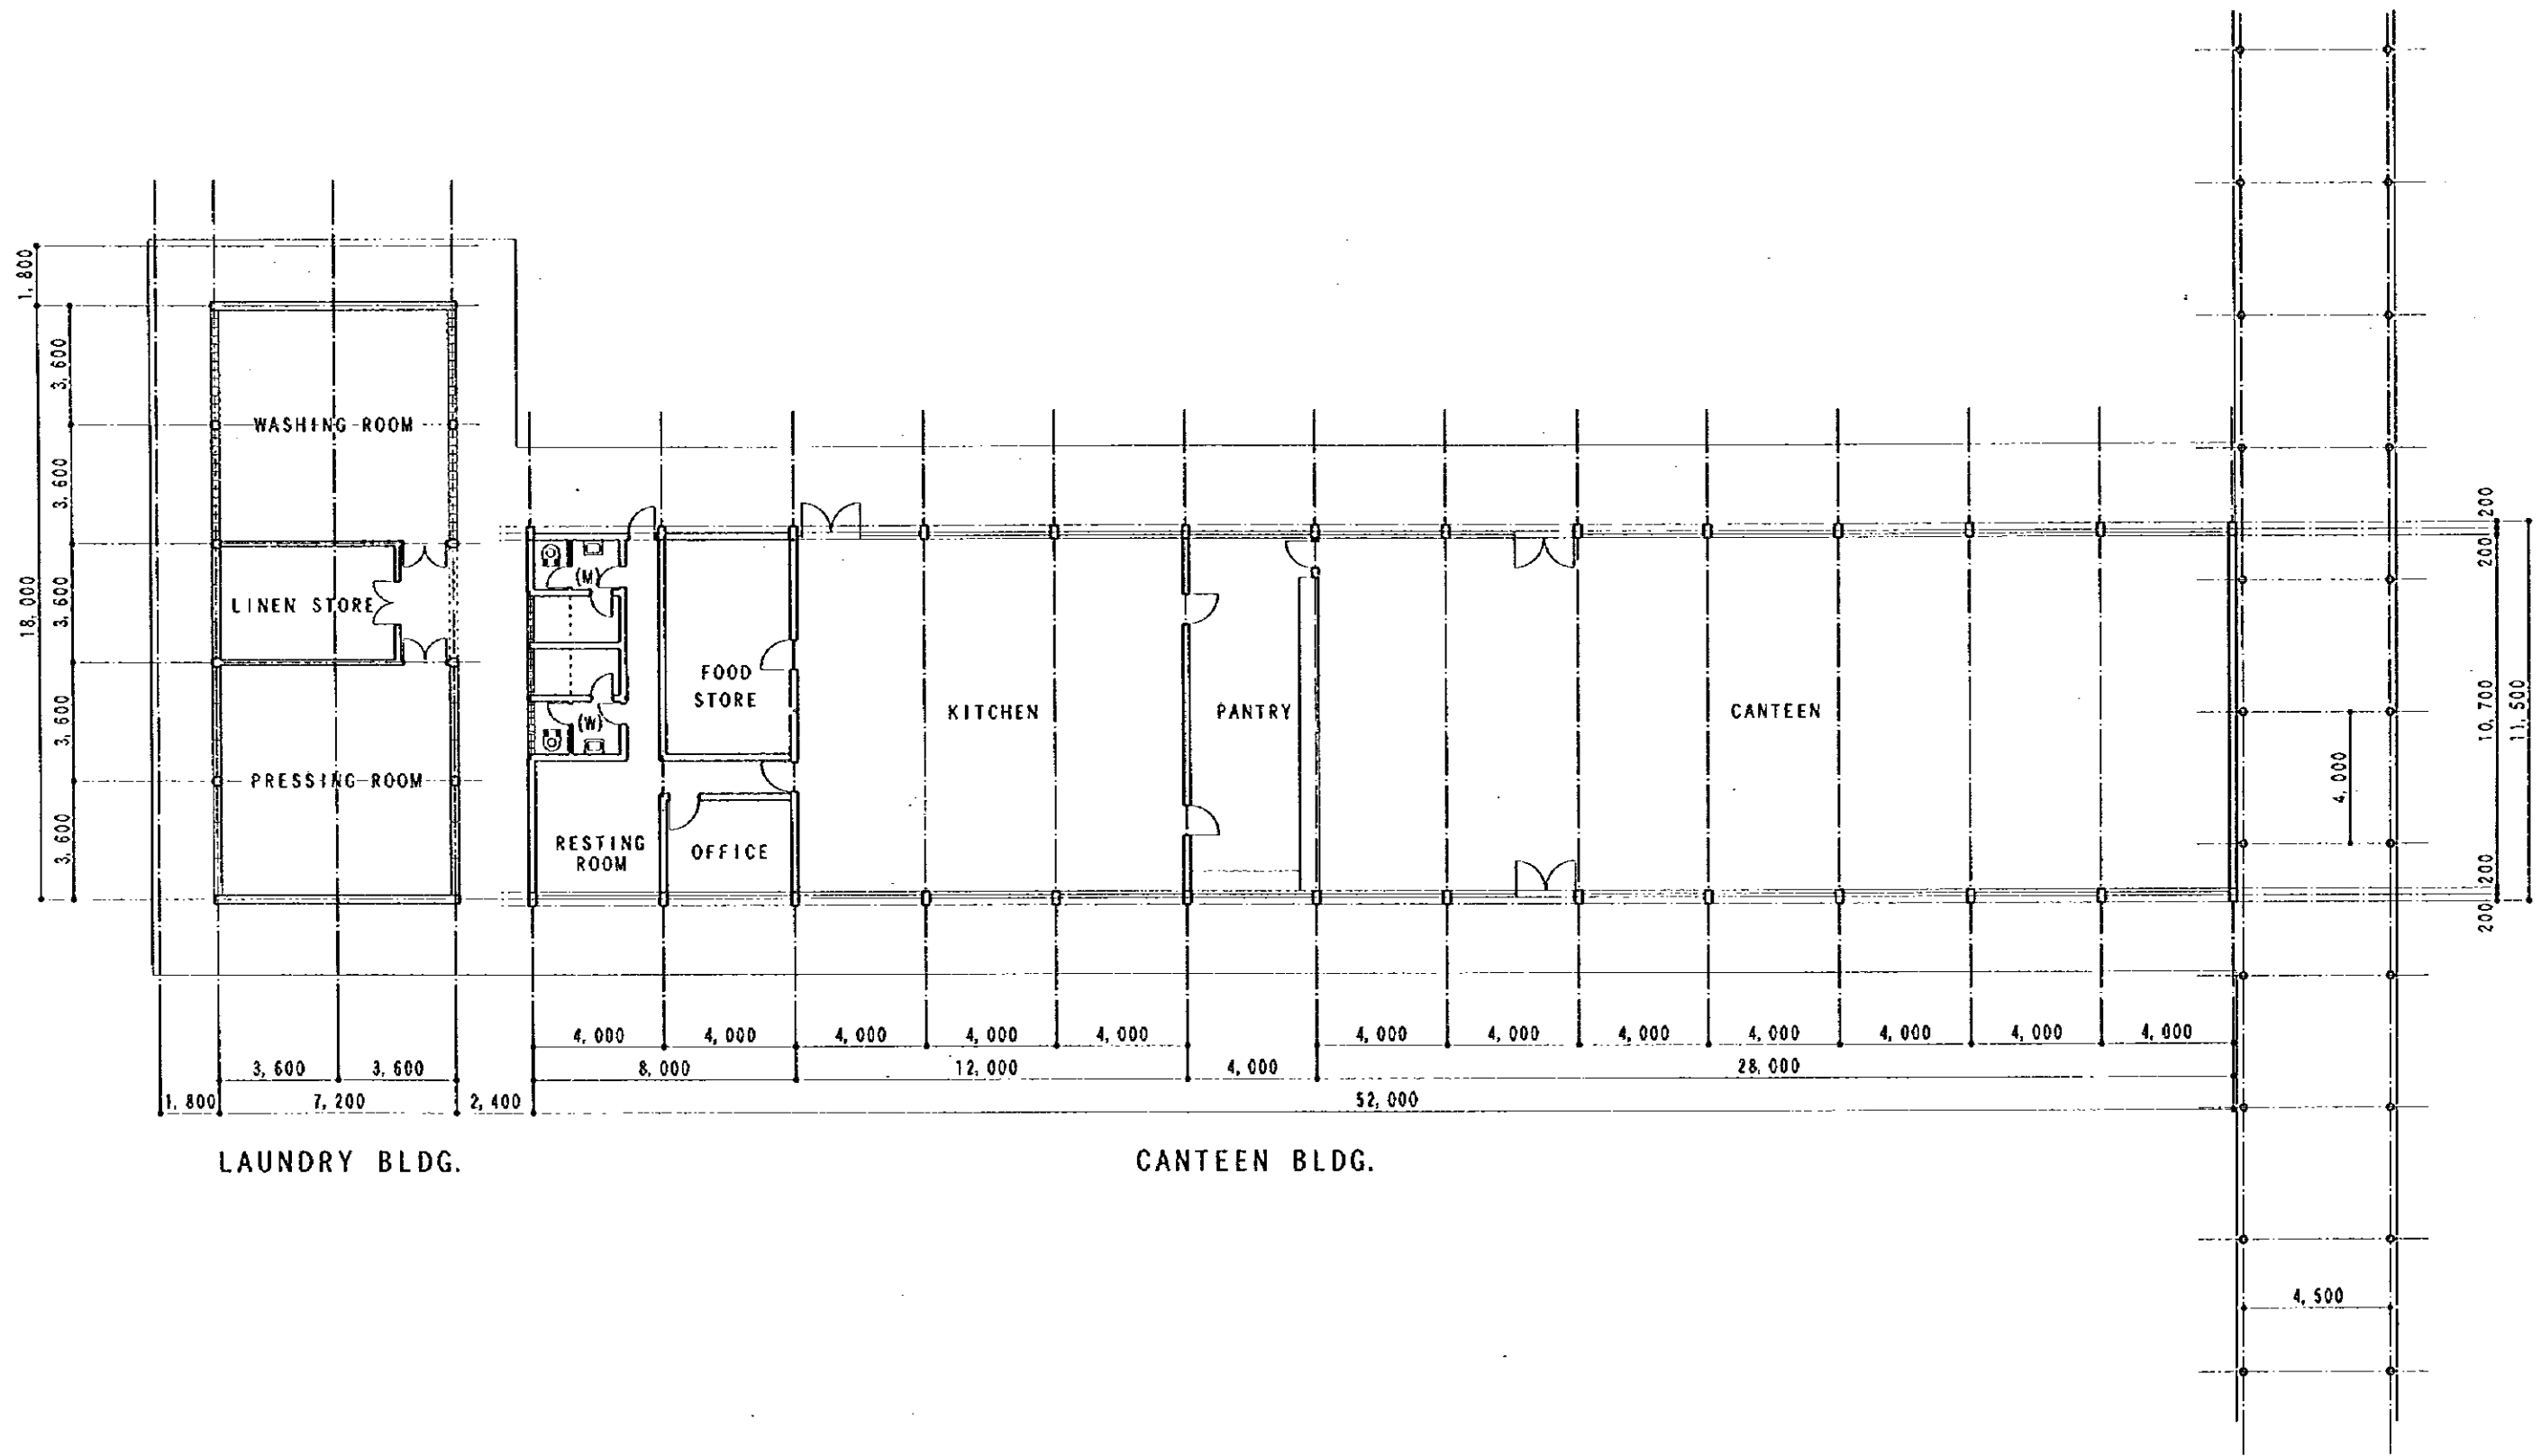 1,800
3,600
WASHING ROOM
3,600
200
200
(M)
LINEN STORE
3,600
18,000
FOOD
STORE
KITCHEN
PANTRY
CANTEEN
10,700
11,500
(W)
3,600
PRESSING ROOM
4,000
3,600
RESTING
ROOM
OFFICE
200
200
4,000 4,000 4,000 4,000 4,000 4,000 4,000 4,000 4,000 4,000 4,000 4,000
3,600 3,600 8,000 12,000 4,000 28,000
1,800 7,200 2,400 52,000
LAUNDRY BLDG.
CANTEEN BLDG.
4,500